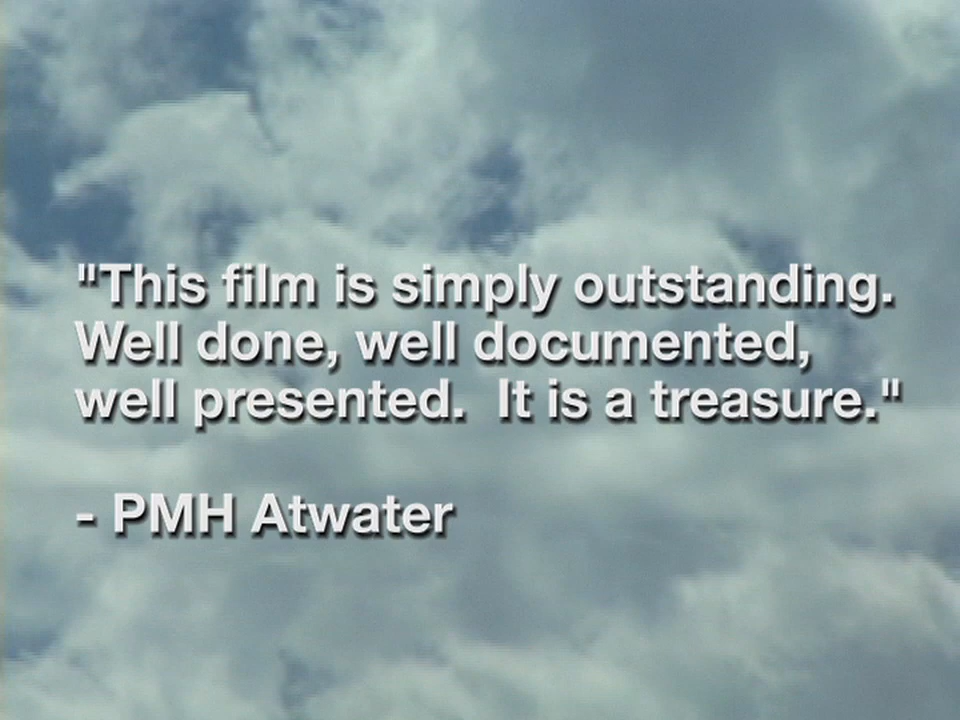 "This film is simply outstanding.
Well done, well documented,
well presented.  It is a treasure."
- PMH Atwater